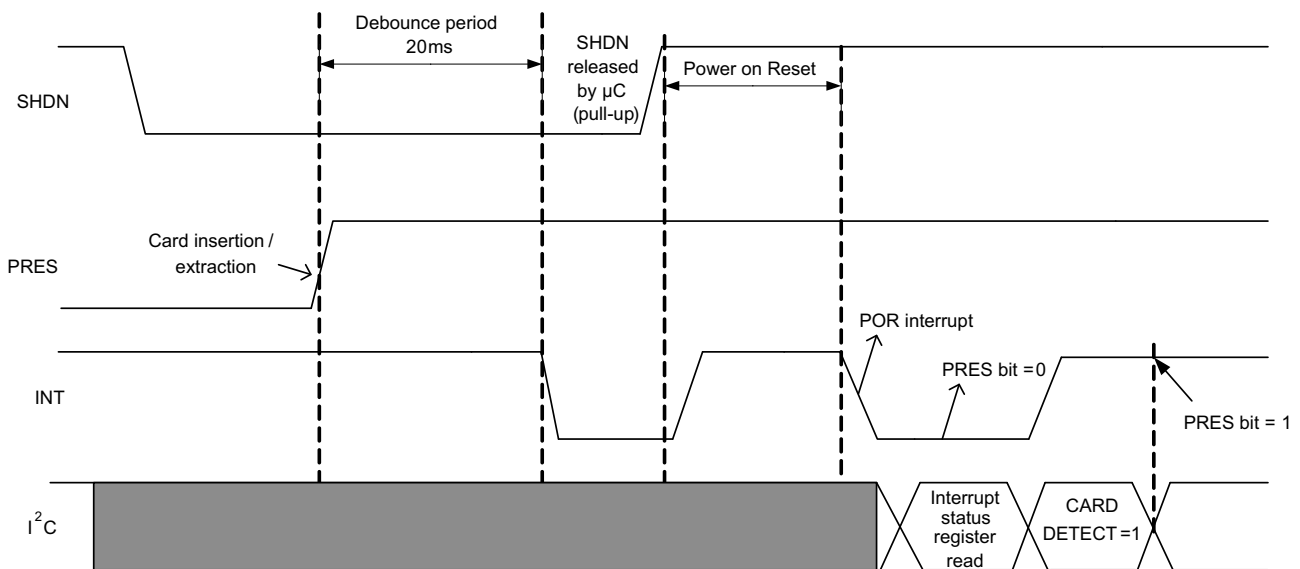 Debounce period
20ms
SHDN
released
by µC
(pull-up)
Power on Reset
SHDN
Card insertion /
extraction
PRES
POR interrupt
PRES bit =0
INT
PRES bit = 1
I²C
Interrupt
status
register
read
CARD
DETECT =1